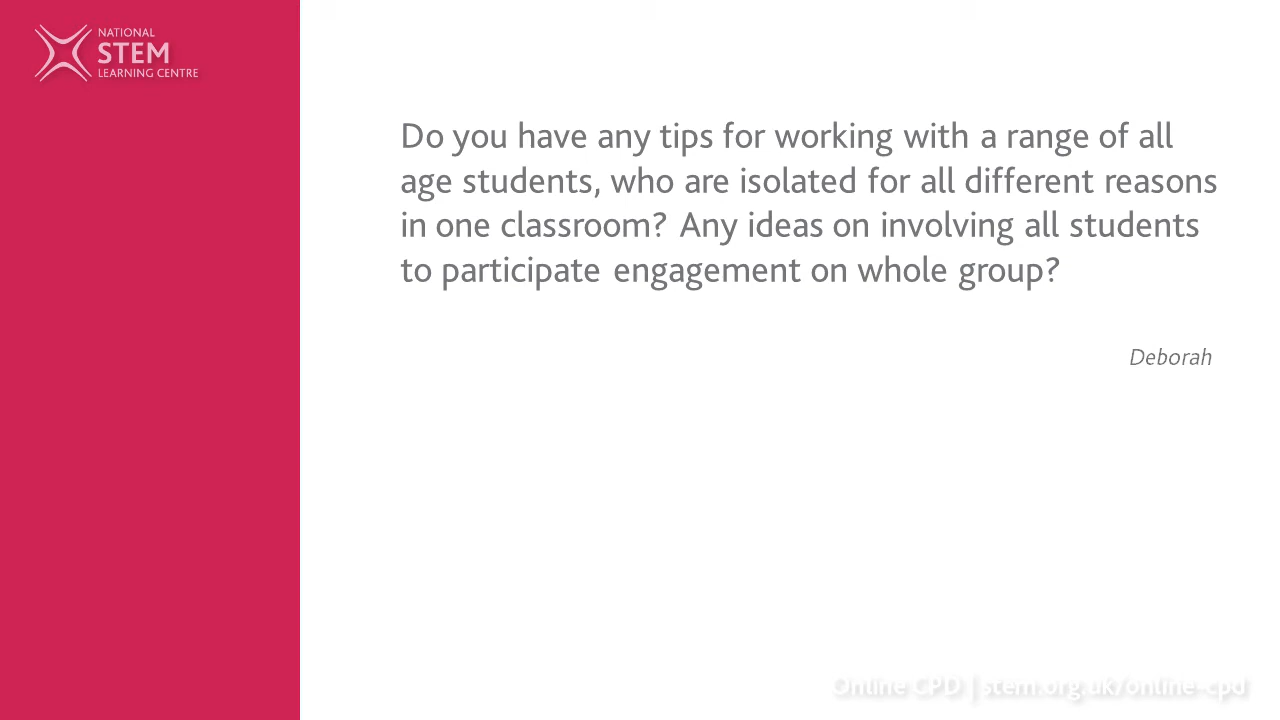 NATIONAL
STEM
LEARNING CENTRE
Do you have any tips for working with a range of all
age students, who are isolated for all different reasons
in one classroom? Any ideas on involving all students
to participate engagement on whole group?
Deborah
Online CPD | stem.org.uk/online-cpd